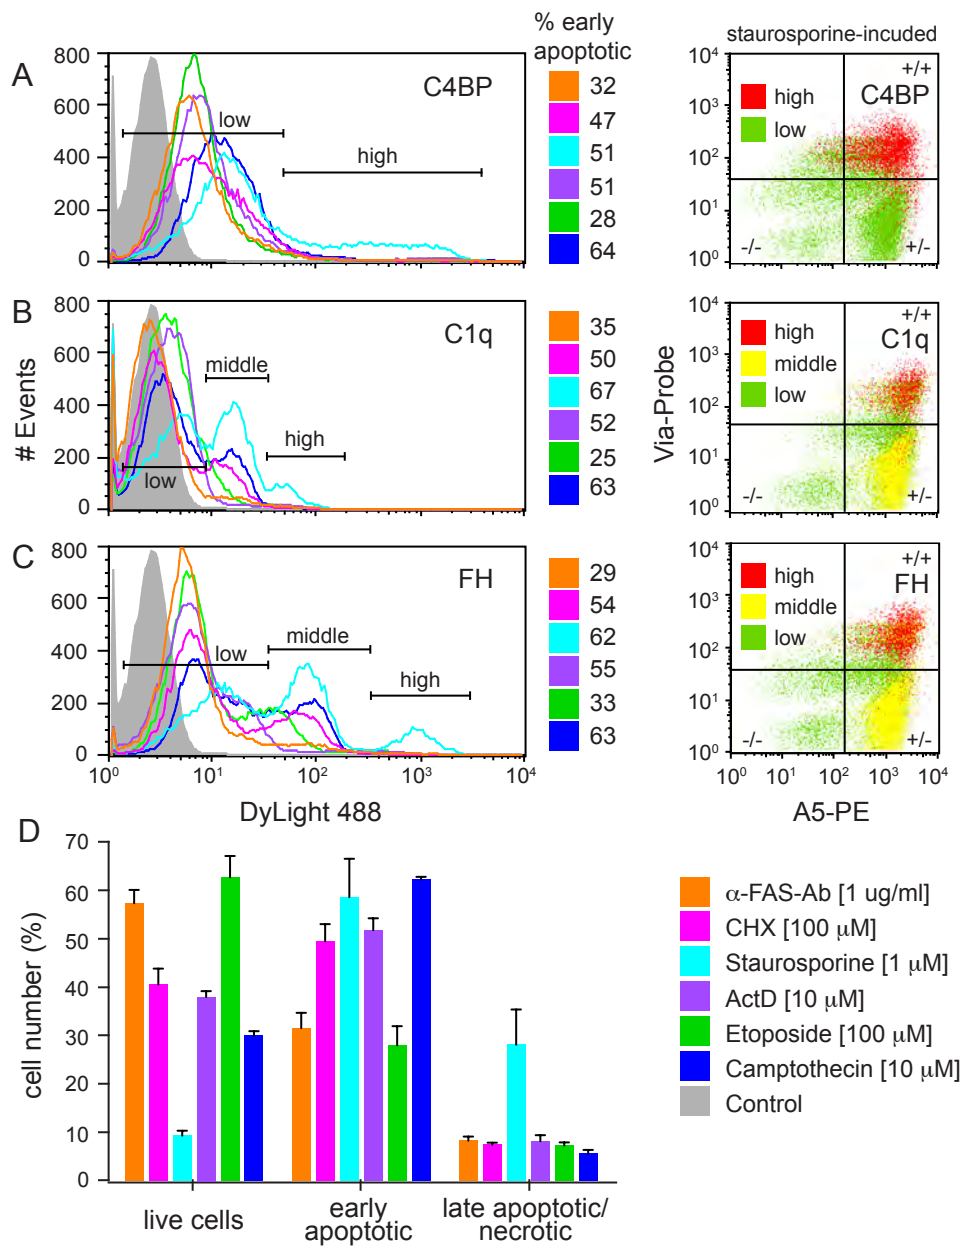 A
800
600
400
200
0
C4BP
low
high
% early
apoptotic
32
47
51
51
28
64
staurosporine-incuded
10⁴
10³
10²
10¹
10⁰
high
low
+/+
C4BP
-/-
+/-
B
800
600
400
200
0
# Events
C1q
middle
high
low
35
50
67
52
25
63
10⁴
10³
10²
10¹
10⁰
Via-Probe
high
middle
low
+/+
C1q
-/-
+/-
C
800
600
400
200
0
FH
middle
low
high
10⁰
10¹
10²
10³
10⁴
DyLight 488
29
54
62
55
33
63
10⁴
10³
10²
10¹
10⁰
high
middle
low
+/+
FH
-/-
+/-
10⁰
10¹
10²
10³
10⁴
A5-PE
D
70
60
50
40
30
20
10
0
cell number (%)
live cells
early
apoptotic
late apoptotic/
necrotic
α-FAS-Ab [1 ug/ml]
CHX [100 μM]
Staurosporine [1 μM]
ActD [10 μM]
Etoposide [100 μM]
Camptothecin [10 μM]
Control